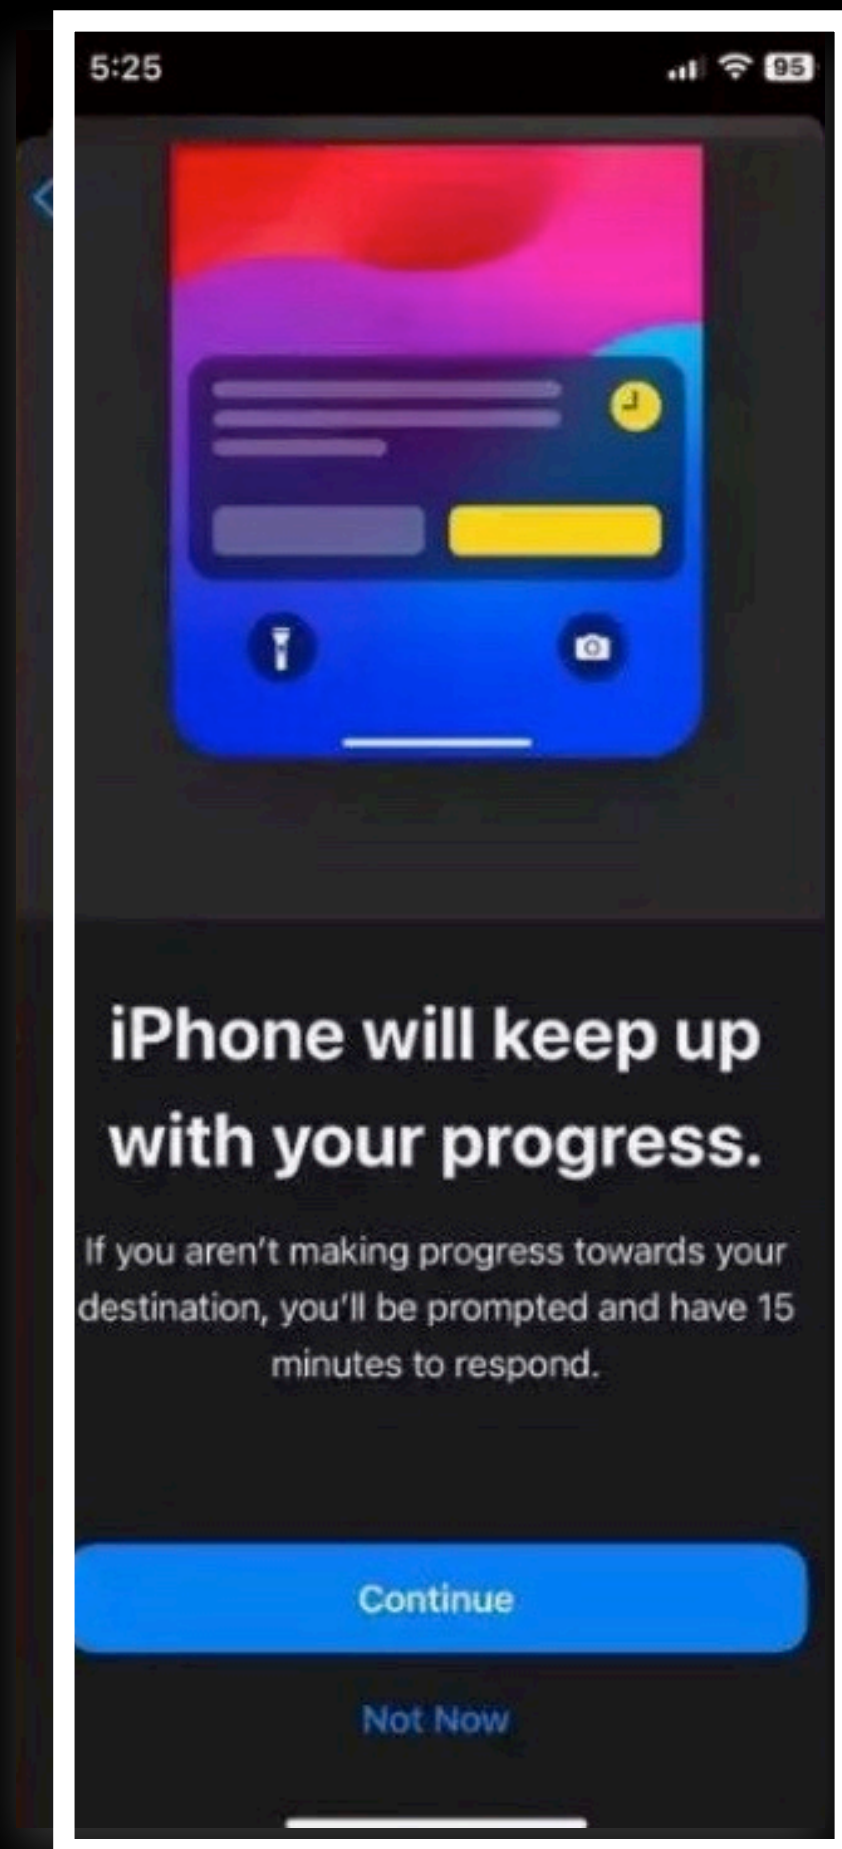 5:25
95
iPhone will keep up
with your progress.
If you aren't making progress towards your
destination, you'll be prompted and have 15
minutes to respond.
Continue
Not Now